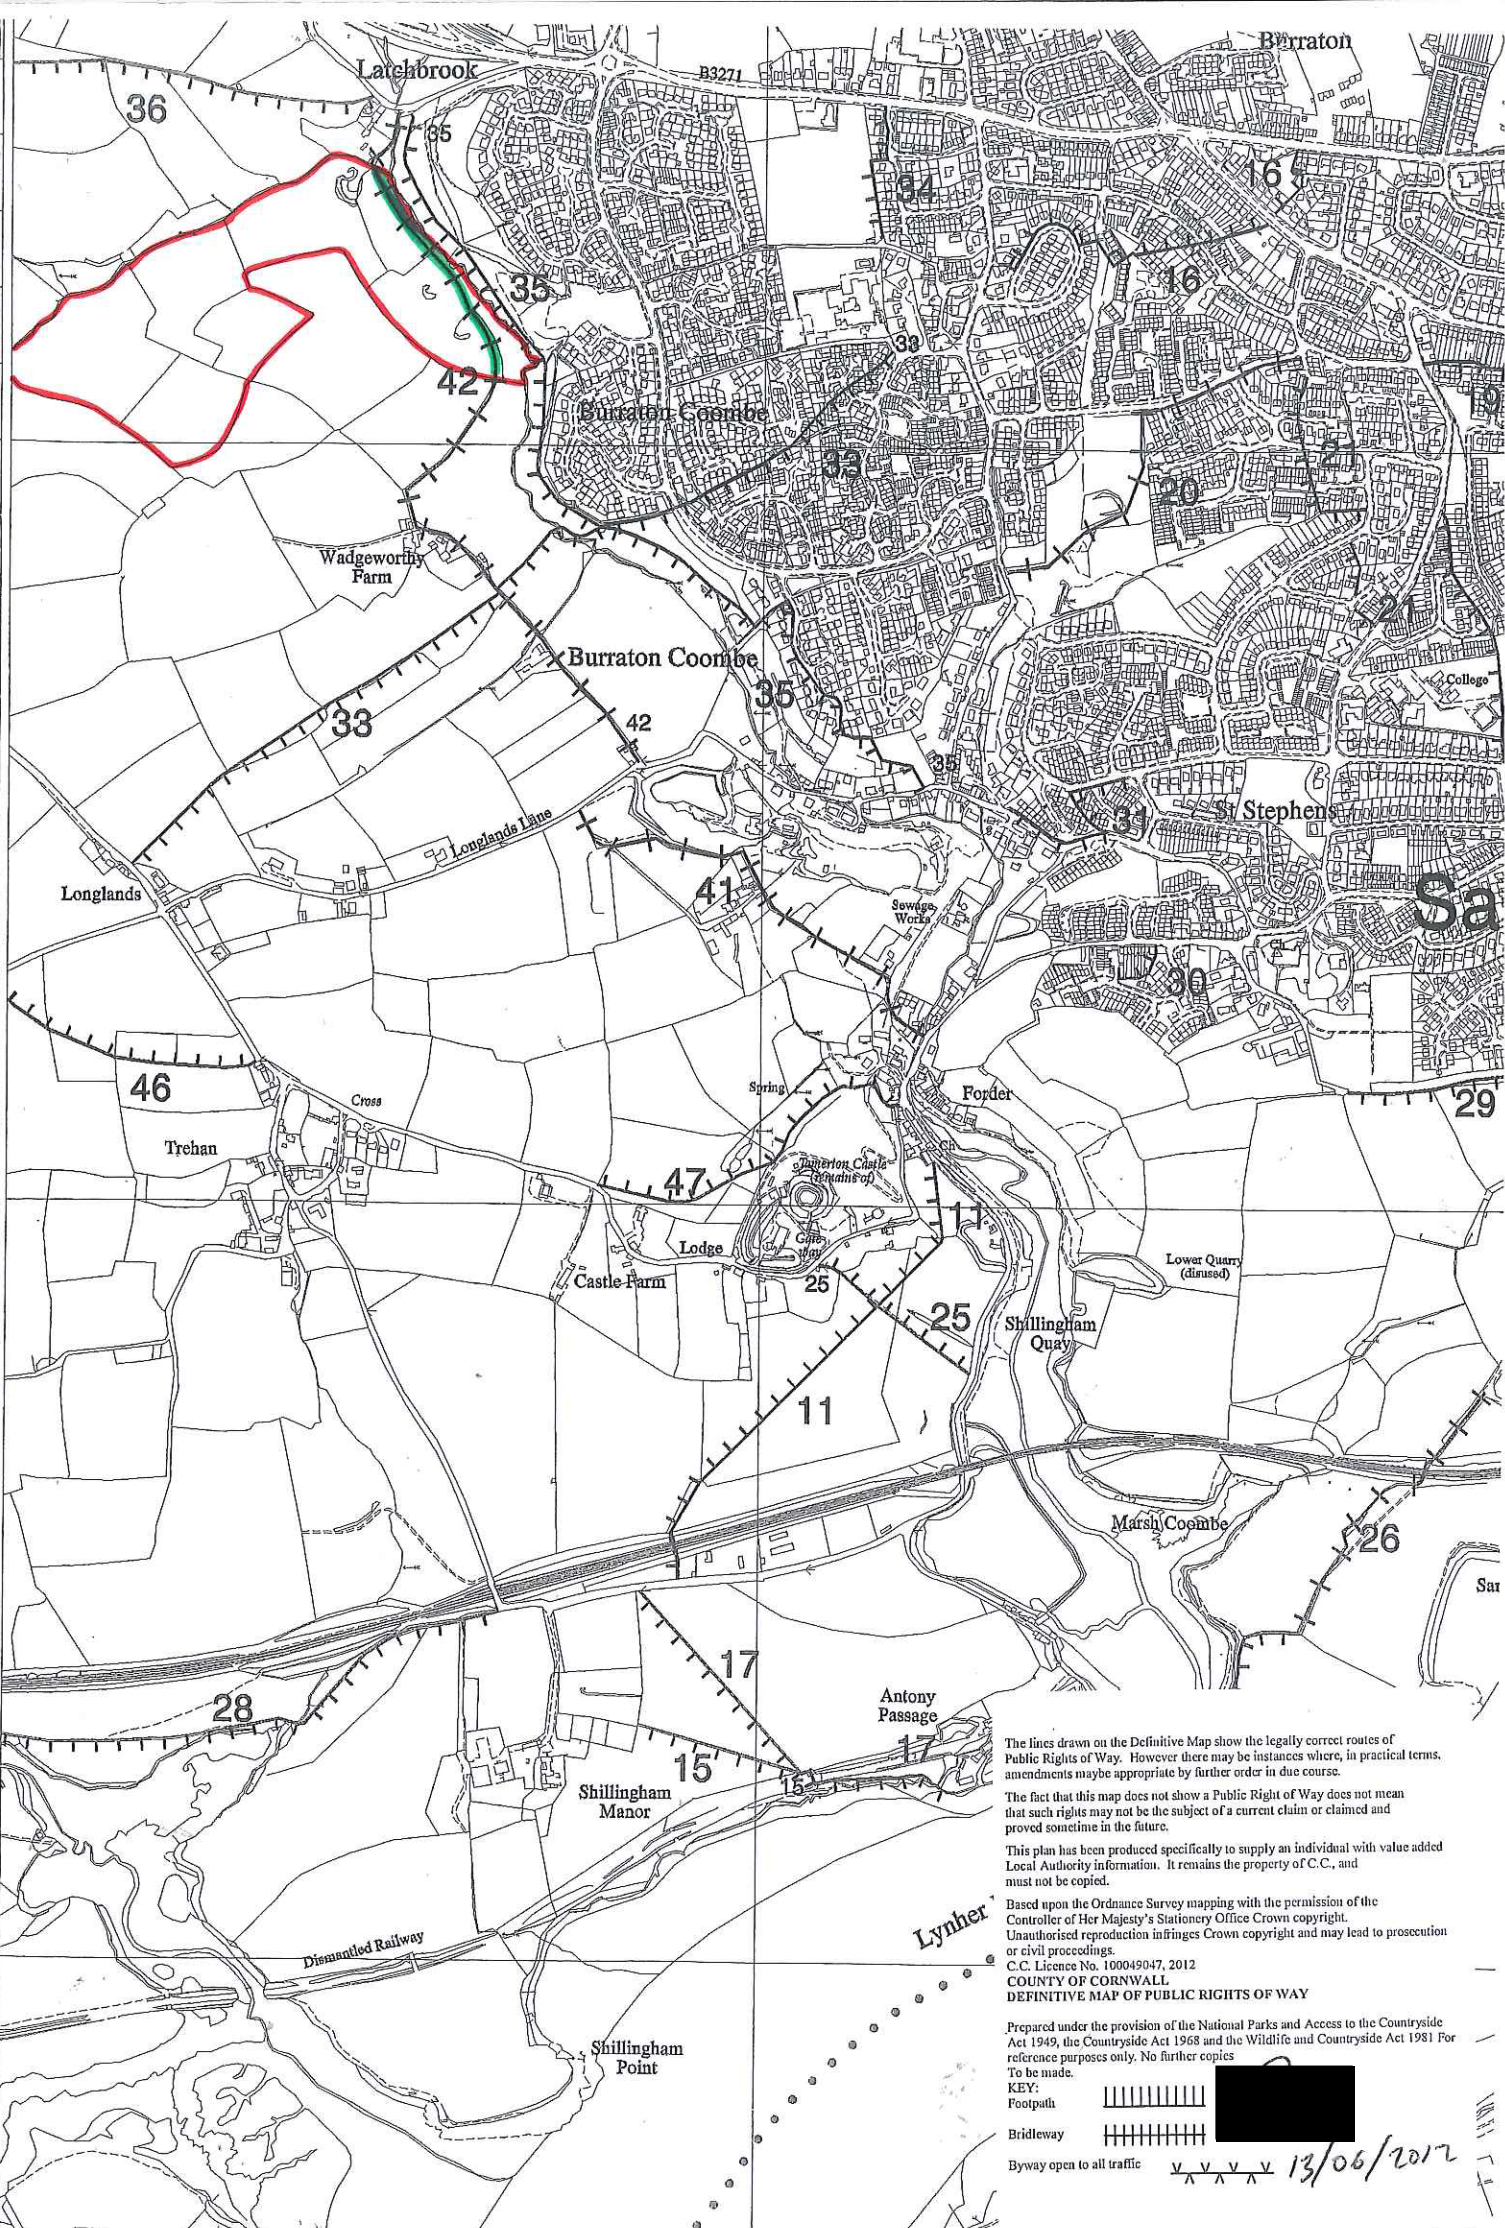 Latchbrook
B3271
Burraton
36
35
34
16
35
16
33
42
19
Burraton Coombe
33
21
20
Wadgeworthy
Farm
21
Burraton Coombe
College
35
33
42
35
31
St Stephens
Longlands Lane
Longlands
41
Sewage
Works
Sa
30
46
Spring
Forder
29
Cross
Trehan
Ch
47
Tamerton Castle
(remains of)
11
Lodge
Gate
way
Lower Quarry
(disused)
Castle Farm
25
25
Shillingham
Quay
11
Marsh Coombe
26
Sar
17
28
Antony
Passage
17
15
15
Shillingham
Manor
Lynher
Dismantled Railway
Shillingham
Point
The lines drawn on the Definitive Map show the legally correct routes of
Public Rights of Way. However there may be instances where, in practical terms,
amendments maybe appropriate by further order in due course.
The fact that this map does not show a Public Right of Way does not mean
that such rights may not be the subject of a current claim or claimed and
proved sometime in the future.
This plan has been produced specifically to supply an individual with value added
Local Authority information. It remains the property of C.C., and
must not be copied.
Based upon the Ordnance Survey mapping with the permission of the
Controller of Her Majesty's Stationery Office Crown copyright.
Unauthorised reproduction infringes Crown copyright and may lead to prosecution
or civil proceedings.
C.C. Licence No. 100049047, 2012
COUNTY OF CORNWALL
DEFINITIVE MAP OF PUBLIC RIGHTS OF WAY
Prepared under the provision of the National Parks and Access to the Countryside
Act 1949, the Countryside Act 1968 and the Wildlife and Countryside Act 1981 For
reference purposes only. No further copies
To be made.
KEY:
Footpath
Bridleway
Byway open to all traffic
13/06/2012